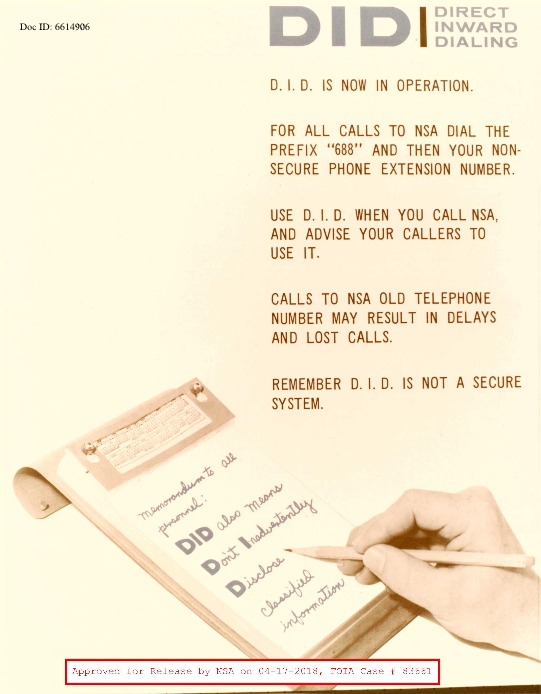 Doc ID: 6614906
DID DIRECT
INWARD
DIALING
D.I.D. IS NOW IN OPERATION.
FOR ALL CALLS TO NSA DIAL THE
PREFIX "688" AND THEN YOUR NON-
SECURE PHONE EXTENSION NUMBER.
USE D.I.D. WHEN YOU CALL NSA,
AND ADVISE YOUR CALLERS TO
USE IT.
CALLS TO NSA OLD TELEPHONE
NUMBER MAY RESULT IN DELAYS
AND LOST CALLS.
REMEMBER D.I.D. IS NOT A SECURE
SYSTEM.
Memorandum to all
personnel:
DID also means
Don't Inadvertently
Disclose
Classified
information
Approved for Release by NSA on 04-17-2018, FOIA Case # 83661